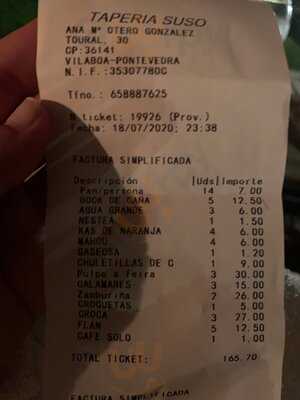 TAPERIA SUSO
ANA Mª OTERO GONZALEZ
TOURAL, 30
CP:36141
VILABOA-PONTEVEDRA
N.I.F.:35307780C
Tfno.: 658887625
N ticket: 19926 (Prov.)
Fecha: 18/07/2020; 23:38
FACTURA SIMPLIFICADA
Descripción |Uds|Importe
Pan/persona 14 7.00
BOCA DE CAÑA 5 12.50
AGUA GRANDE 3 6.00
NESTEA 1 1.50
KAS DE NARANJA 4 6.00
MAHOU 4 6.00
GASEOSA 1 1.20
CHULETILLAS DE C 1 9.00
Pulpo a feira 3 30.00
CALAMARES 3 15.00
Zamburiña 2 26.00
CROQUETAS 1 5.00
CROCA 3 27.00
FLAN 5 12.50
CAFE SOLO 1 1.00
TOTAL TICKET: 165.70
FACTURA SIMPLIFICADA